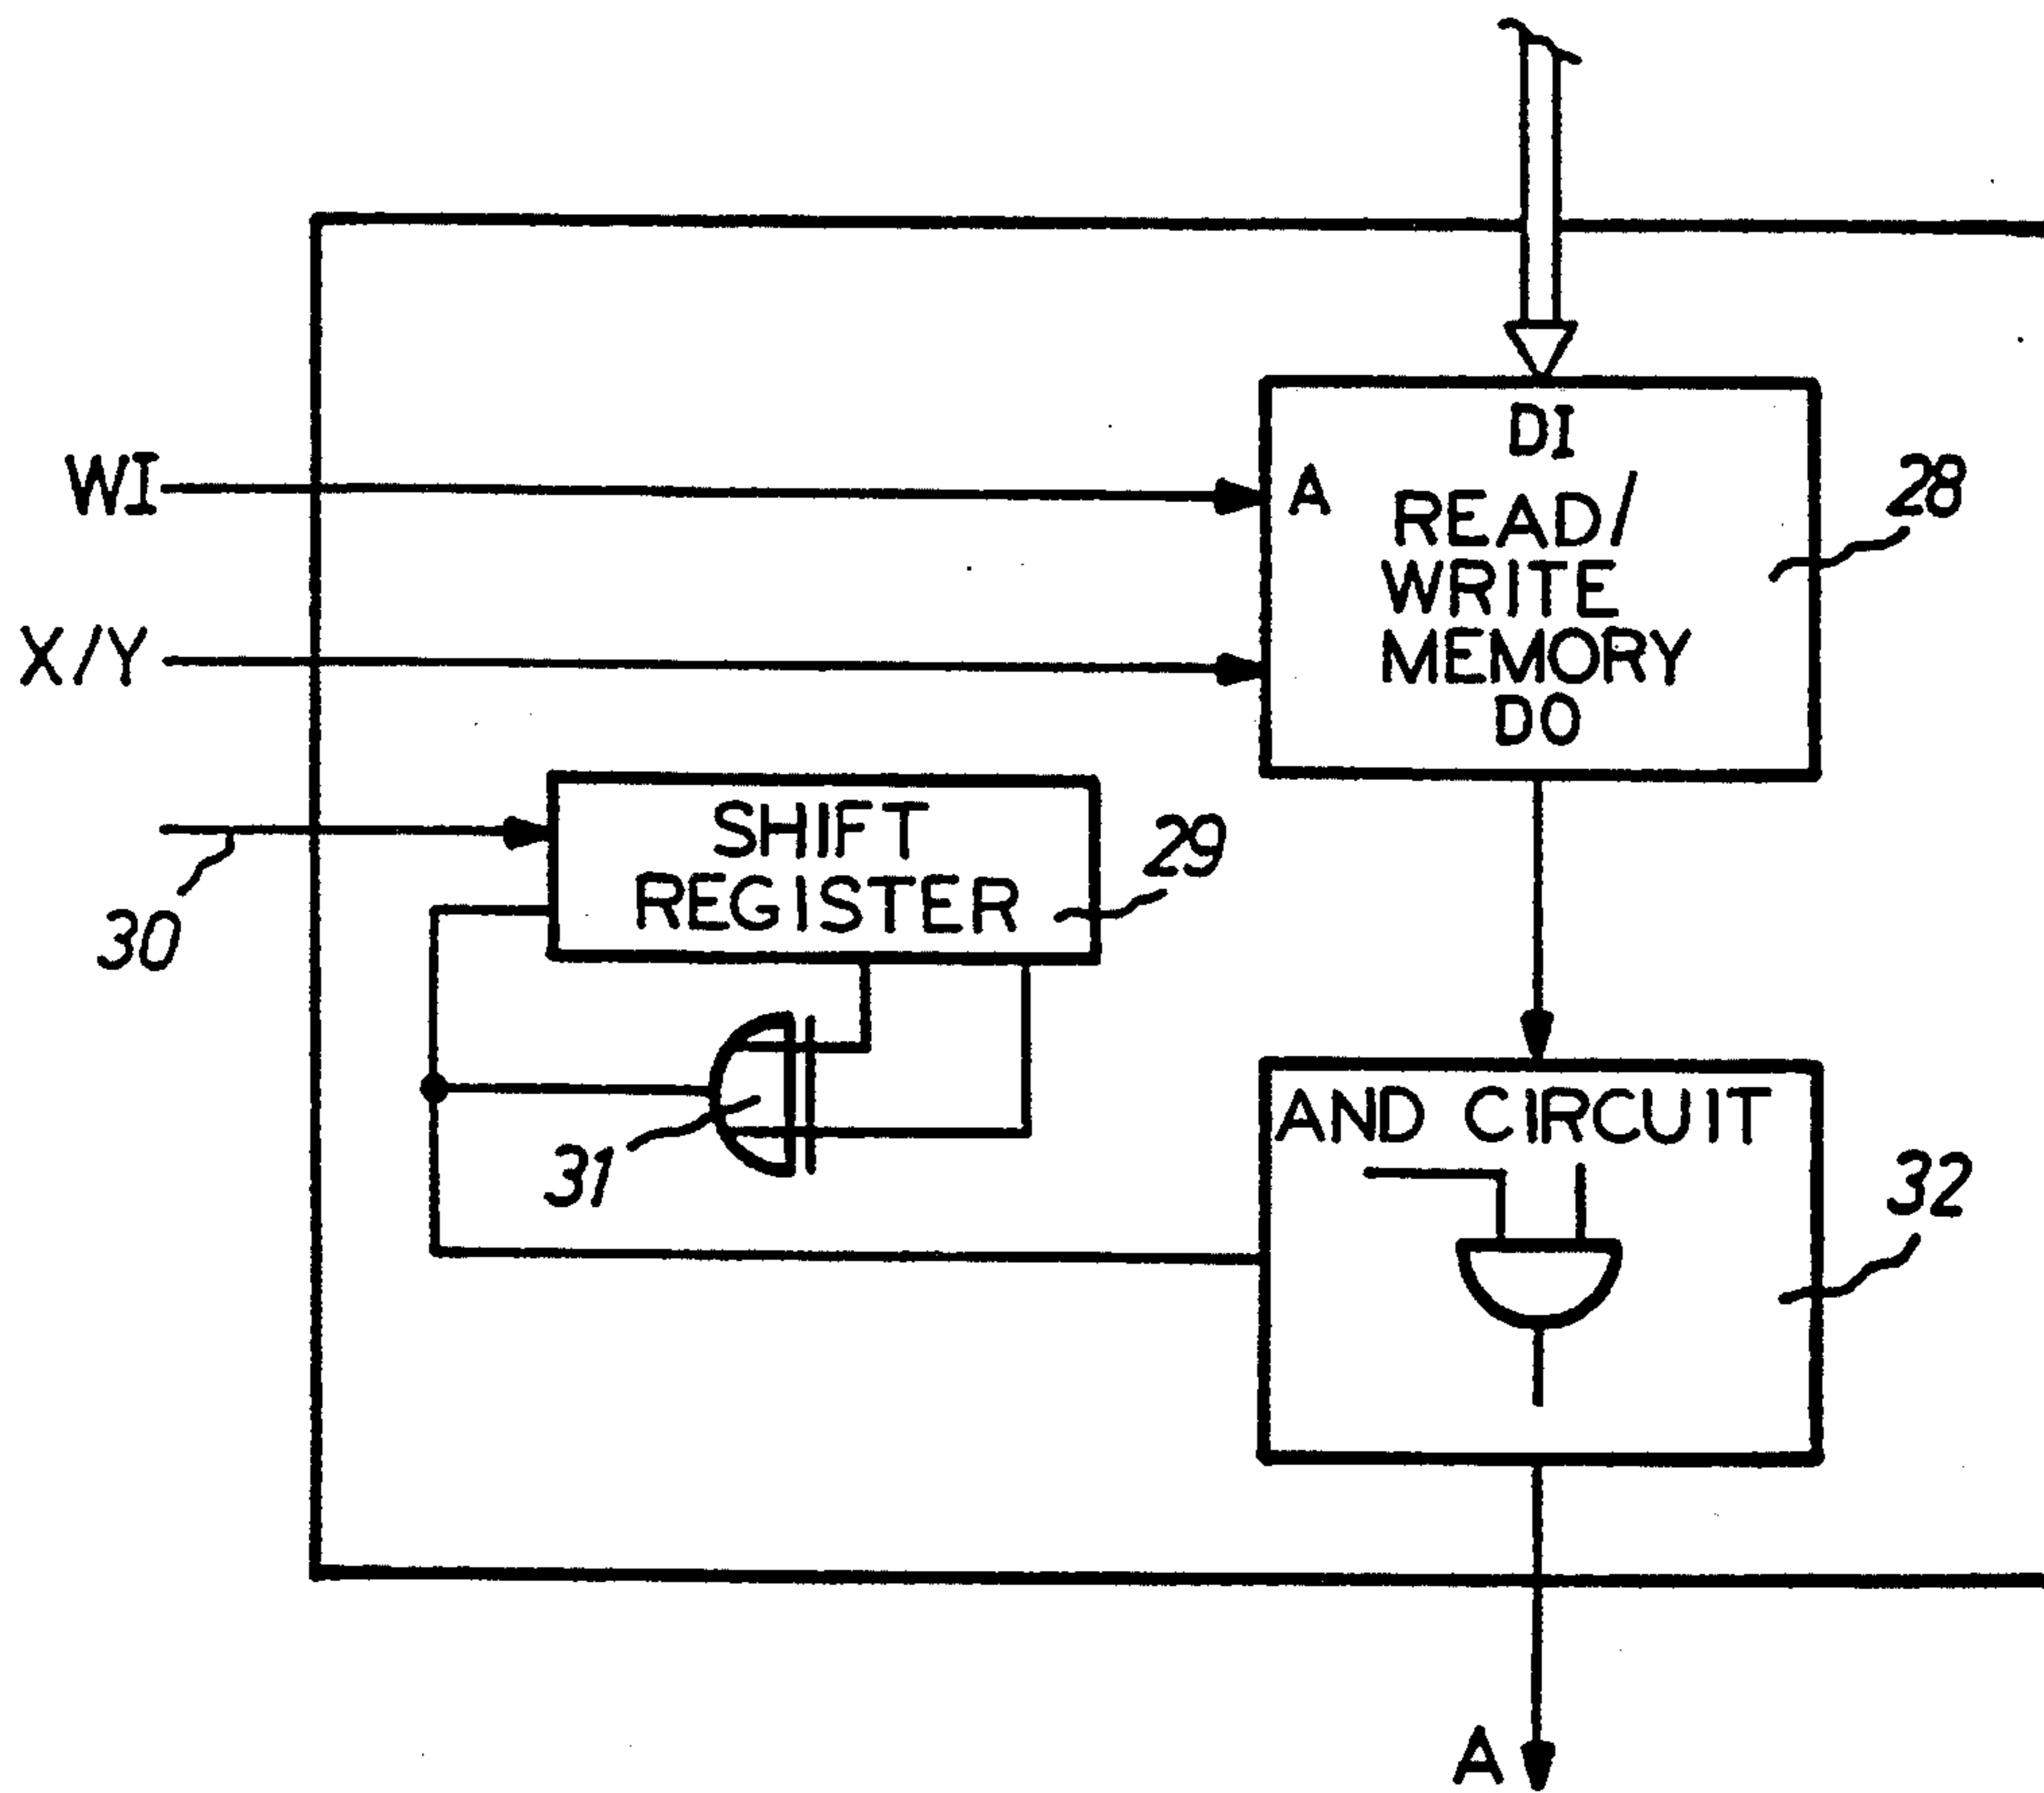 DI
WI
A
READ/
28
WRITE
X/Y
MEMORY
DO
SHIFT
29
REGISTER
30
AND CIRCUIT
31
32
A